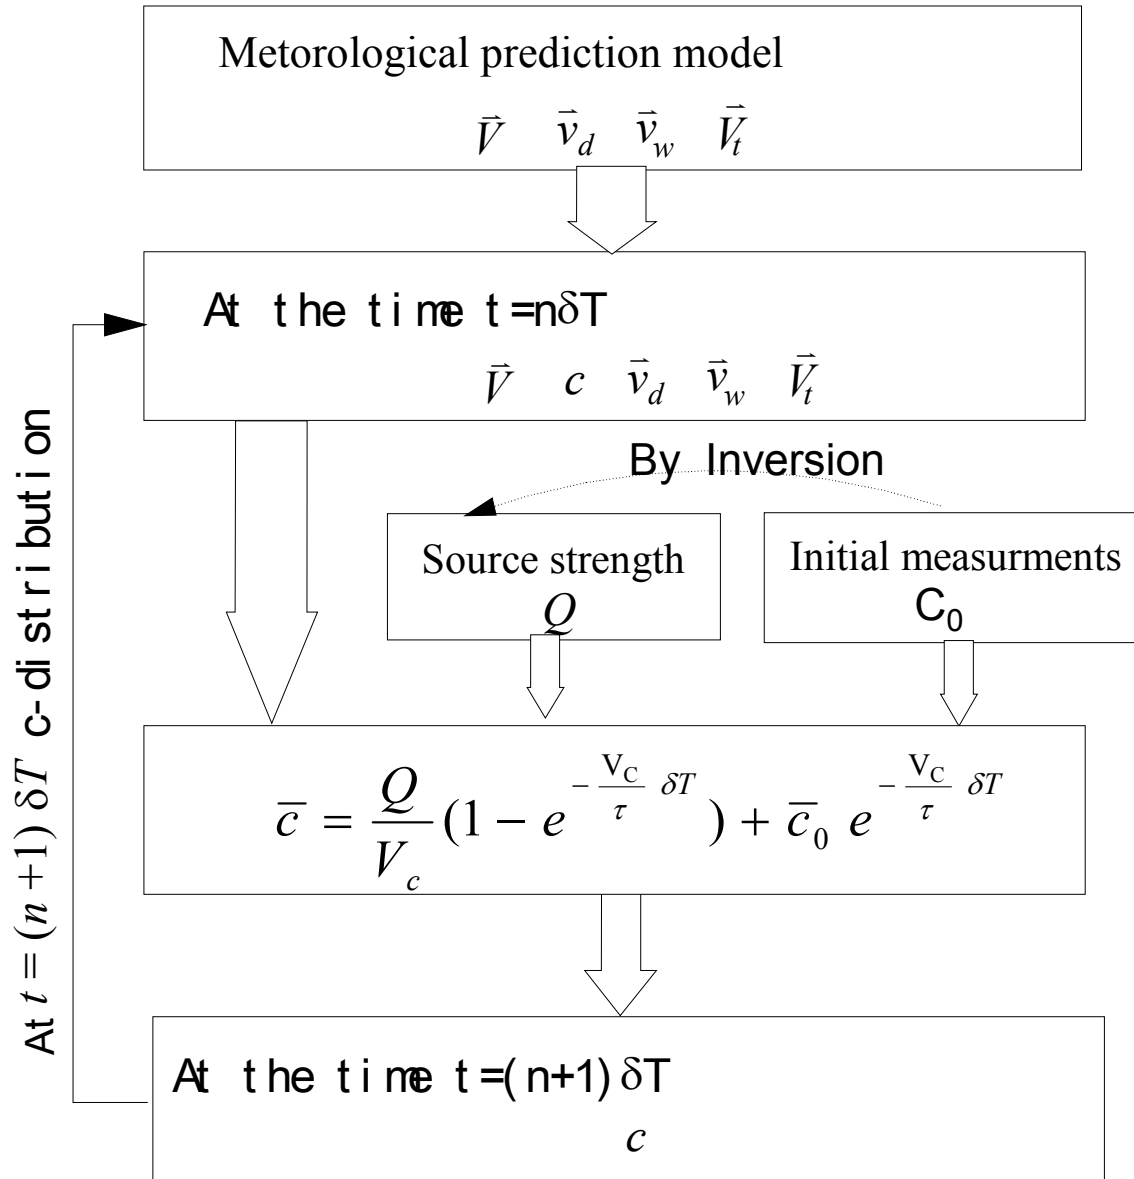 Metorological prediction model
V⃗ v⃗_d v⃗_w V⃗_t
At the time t=nδT
V⃗ c v⃗_d v⃗_w V⃗_t
By Inversion
Source strength
Q
Initial measurments
C₀
c̅ = Q/V_c (1 − e^(−(V_C/τ) δT)) + c̅₀ e^(−(V_C/τ) δT)
At the time t=(n+1)δT
c
At t = (n+1) δT c-distribution